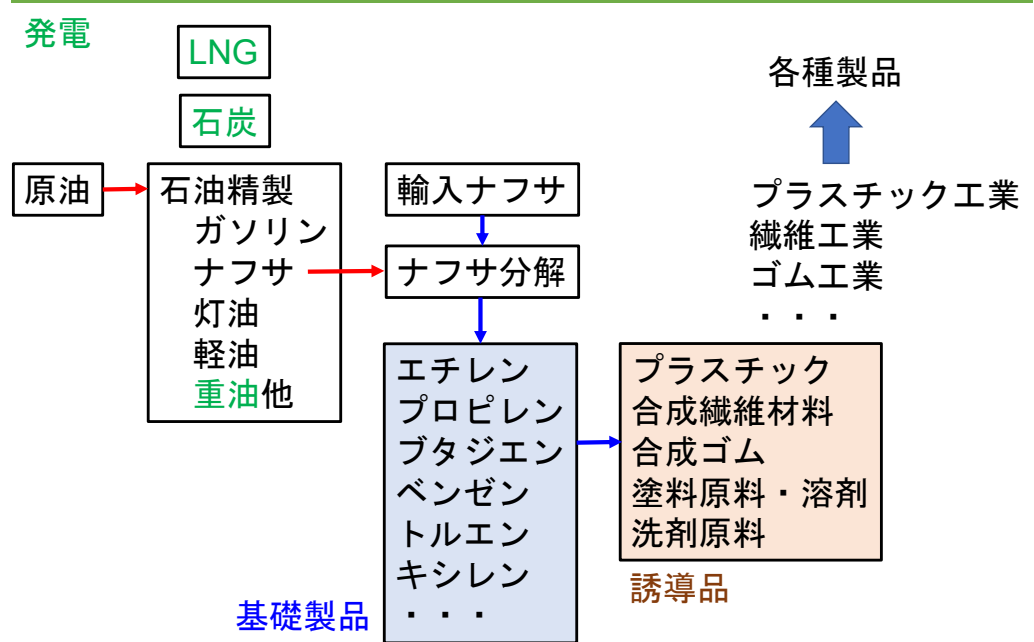 発電
LNG
石炭
原油
石油精製
ガソリン
ナフサ
灯油
軽油
重油他
輸入ナフサ
ナフサ分解
エチレン
プロピレン
ブタジエン
ベンゼン
トルエン
キシレン
・・・
基礎製品
各種製品
プラスチック工業
繊維工業
ゴム工業
・・・
プラスチック
合成繊維材料
合成ゴム
塗料原料・溶剤
洗剤原料
誘導品